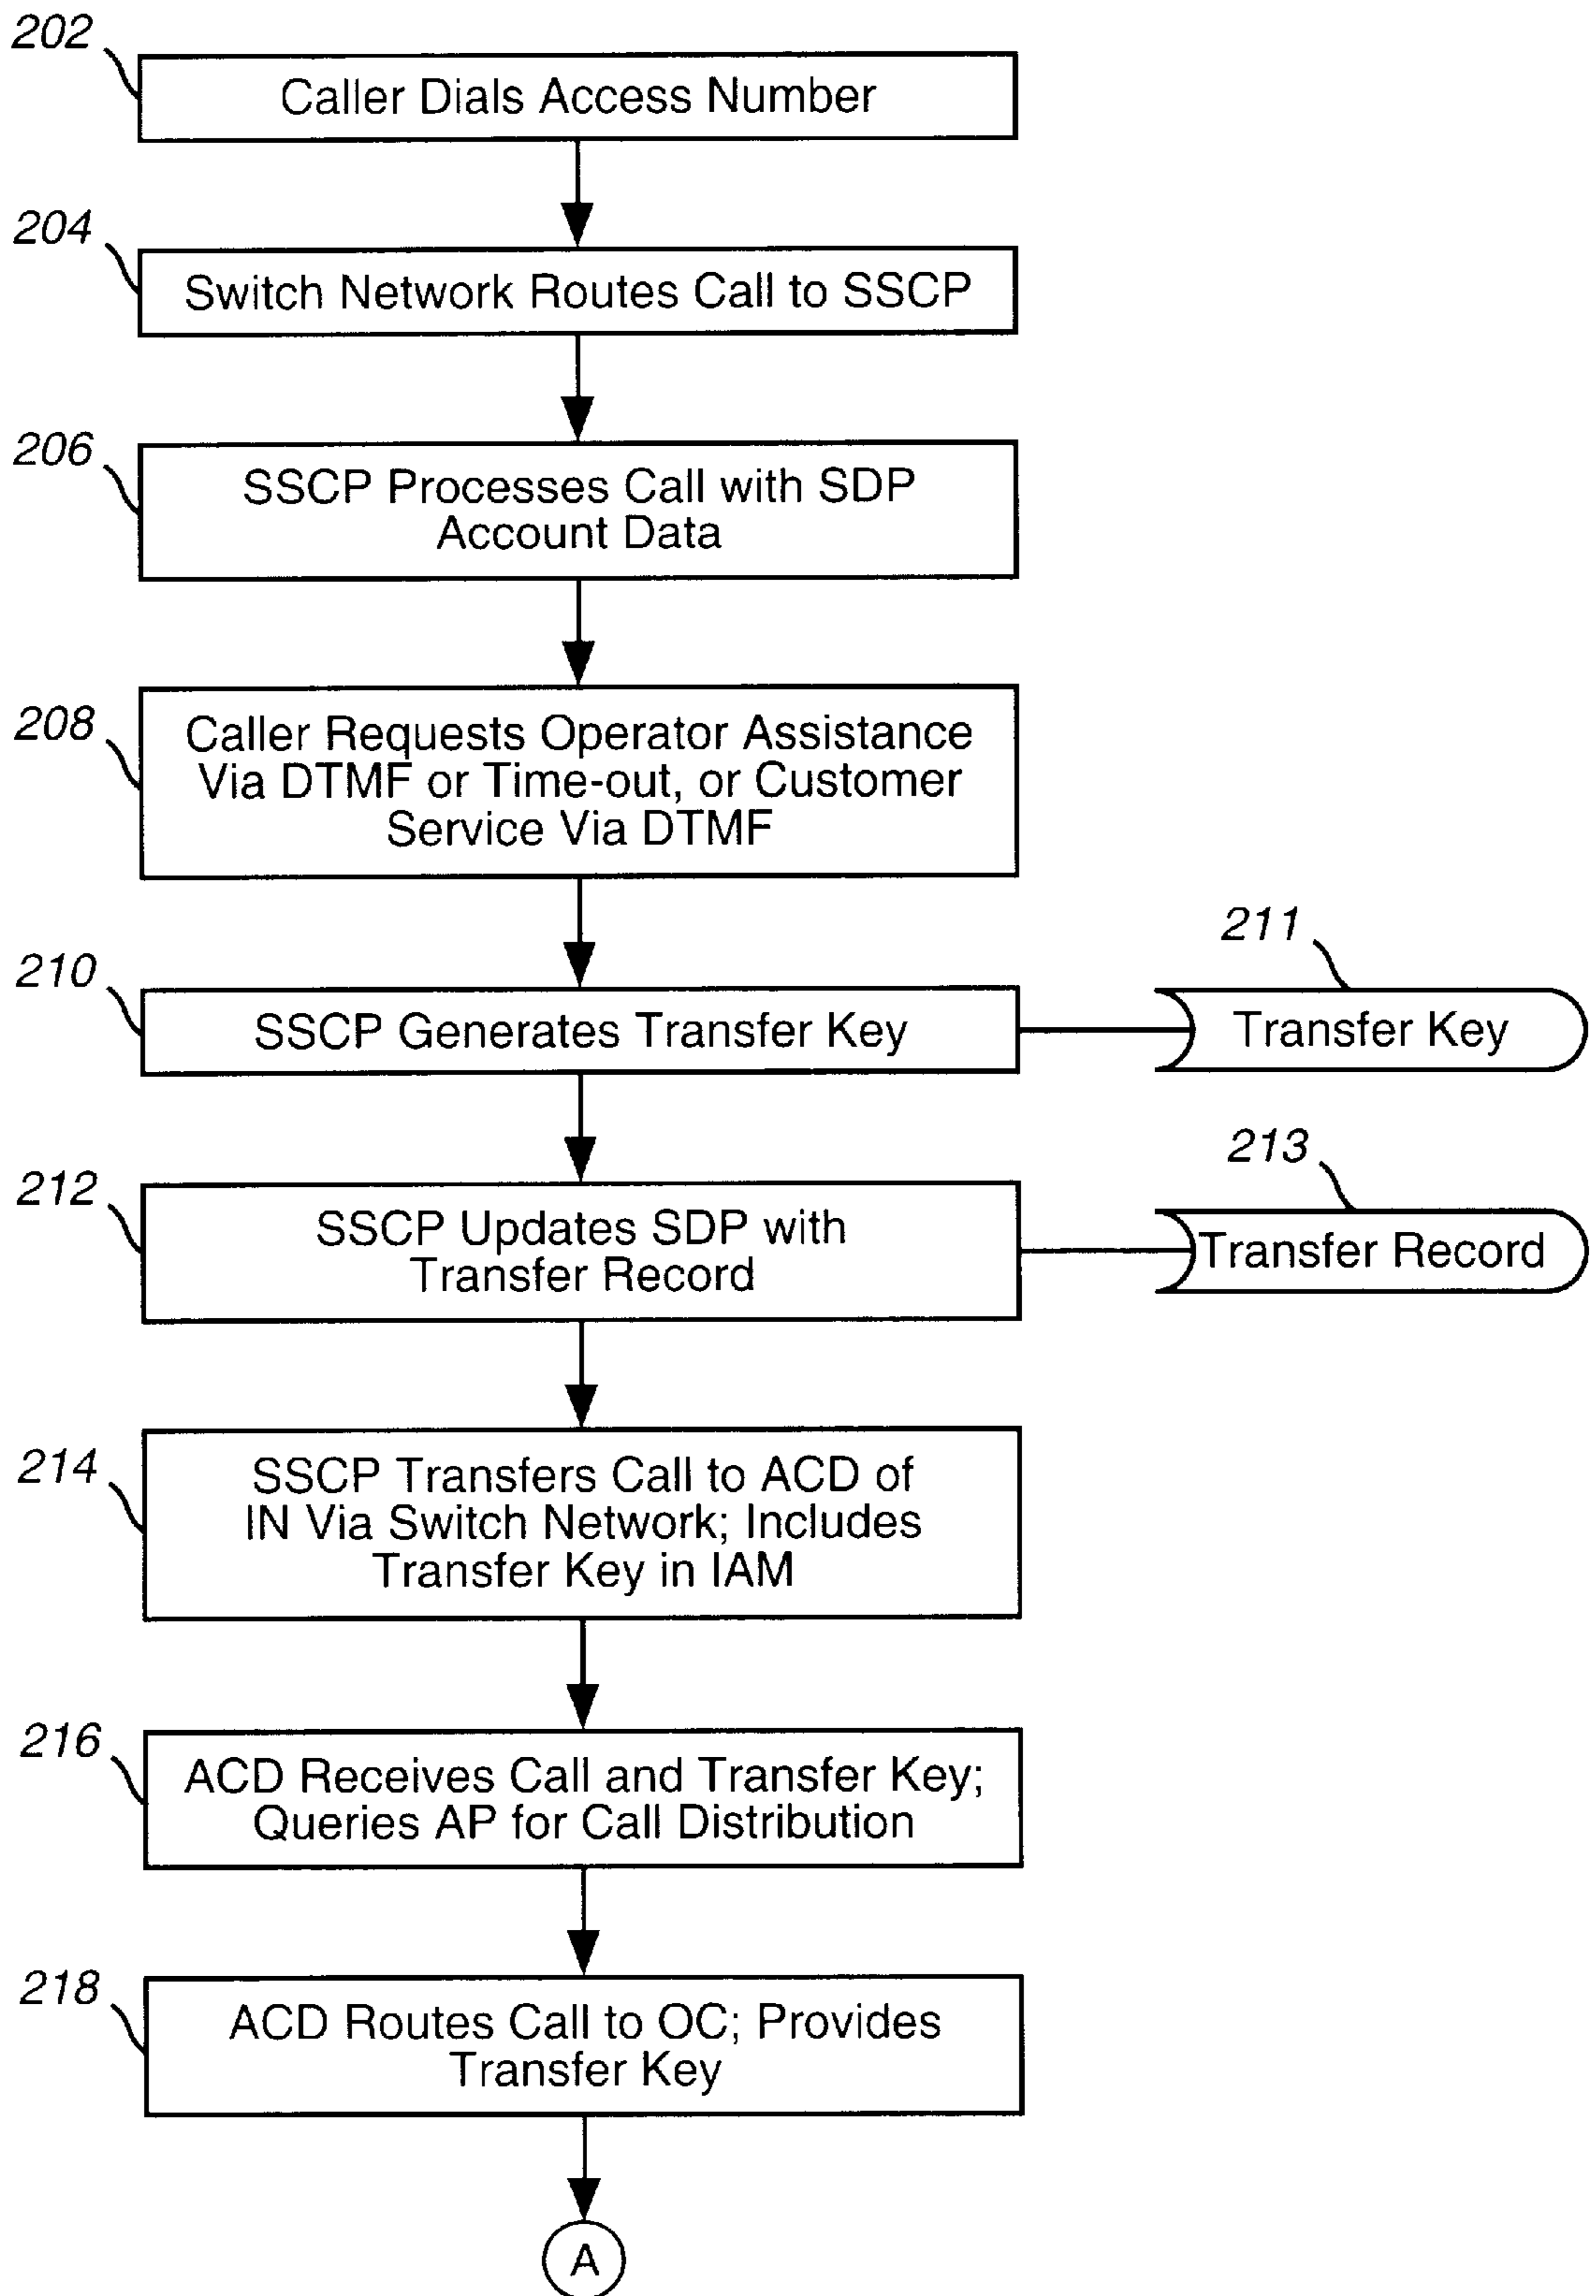 202
Caller Dials Access Number
204
Switch Network Routes Call to SSCP
206
SSCP Processes Call with SDP
Account Data
208
Caller Requests Operator Assistance
Via DTMF or Time-out, or Customer
Service Via DTMF
210
SSCP Generates Transfer Key
211
Transfer Key
212
SSCP Updates SDP with
Transfer Record
213
Transfer Record
214
SSCP Transfers Call to ACD of
IN Via Switch Network; Includes
Transfer Key in IAM
216
ACD Receives Call and Transfer Key;
Queries AP for Call Distribution
218
ACD Routes Call to OC; Provides
Transfer Key
A